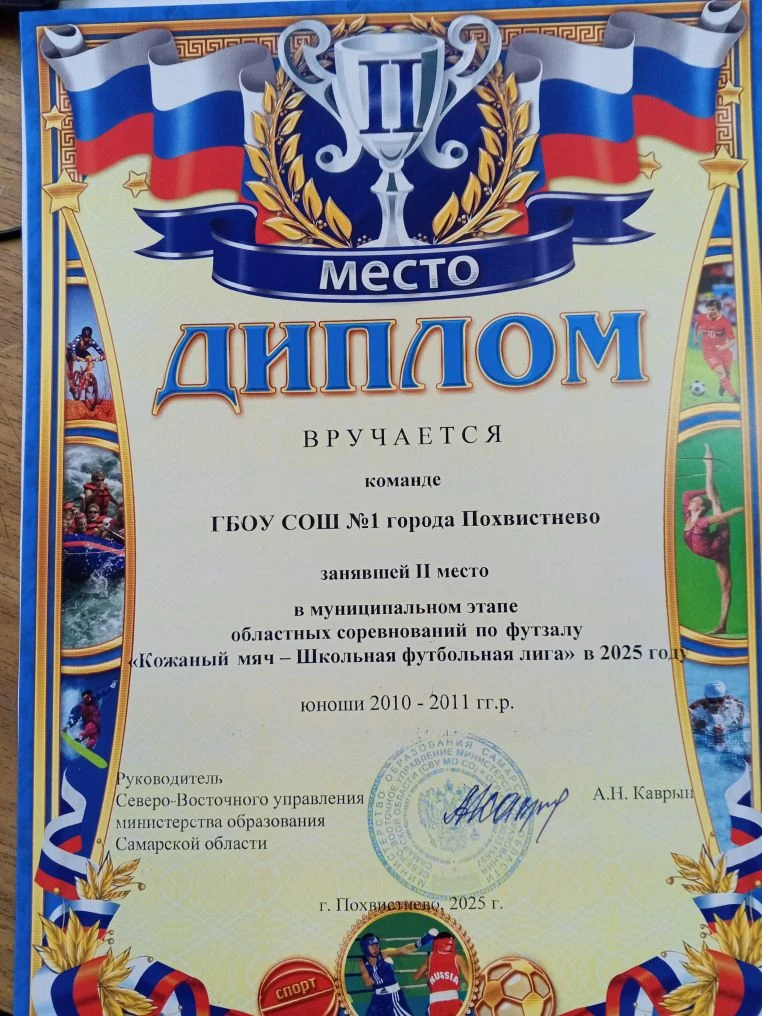 II
место
ДИПЛОМ
ВРУЧАЕТСЯ
команде
ГБОУ СОШ №1 города Похвистнево
занявшей II место
в муниципальном этапе
областных соревнований по футзалу
«Кожаный мяч – Школьная футбольная лига» в 2025 году
юноши 2010 - 2011 гг.р.
Руководитель
Северо-Восточного управления
министерства образования
Самарской области
А.Н. Каврын
г. Похвистнево, 2025 г.
СПОРТ
RUSSIA
10